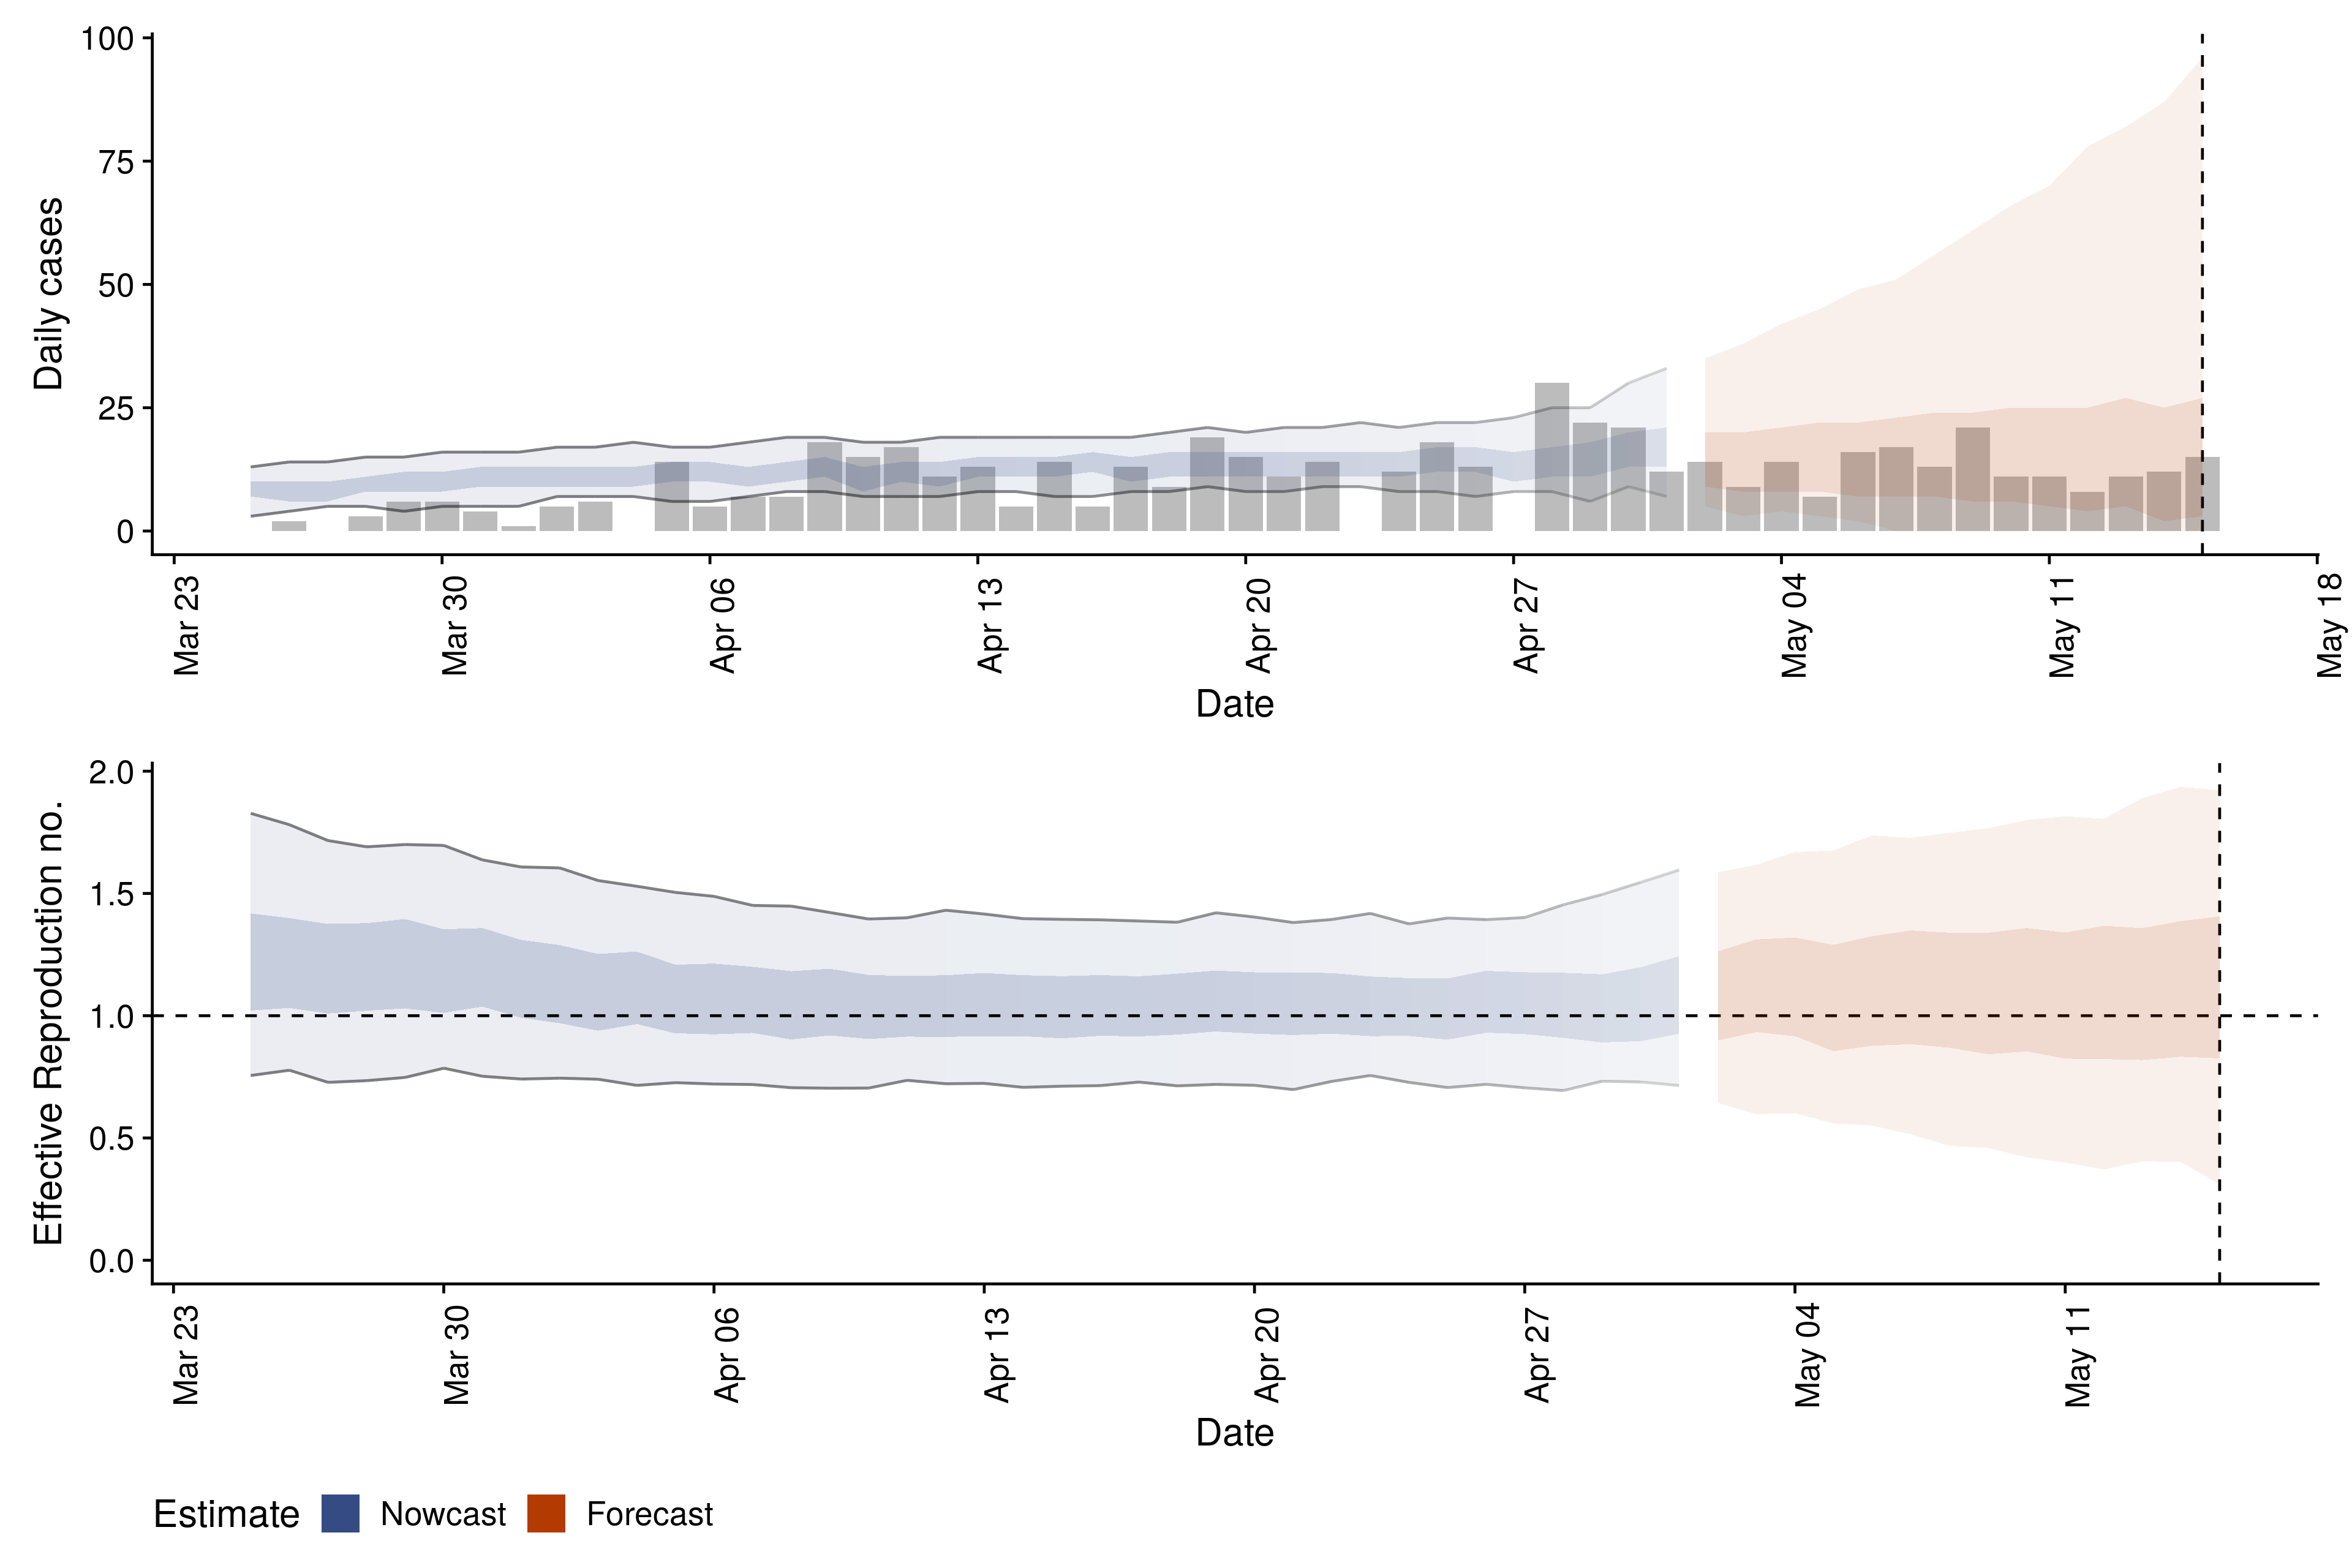 100
75
50
25
0
Daily cases
Mar 23
Mar 30
Apr 06
Apr 13
Apr 20
Apr 27
May 04
May 11
May 18
Date
2.0
1.5
1.0
0.5
0.0
Effective Reproduction no.
Mar 23
Mar 30
Apr 06
Apr 13
Apr 20
Apr 27
May 04
May 11
Date
Estimate Nowcast Forecast